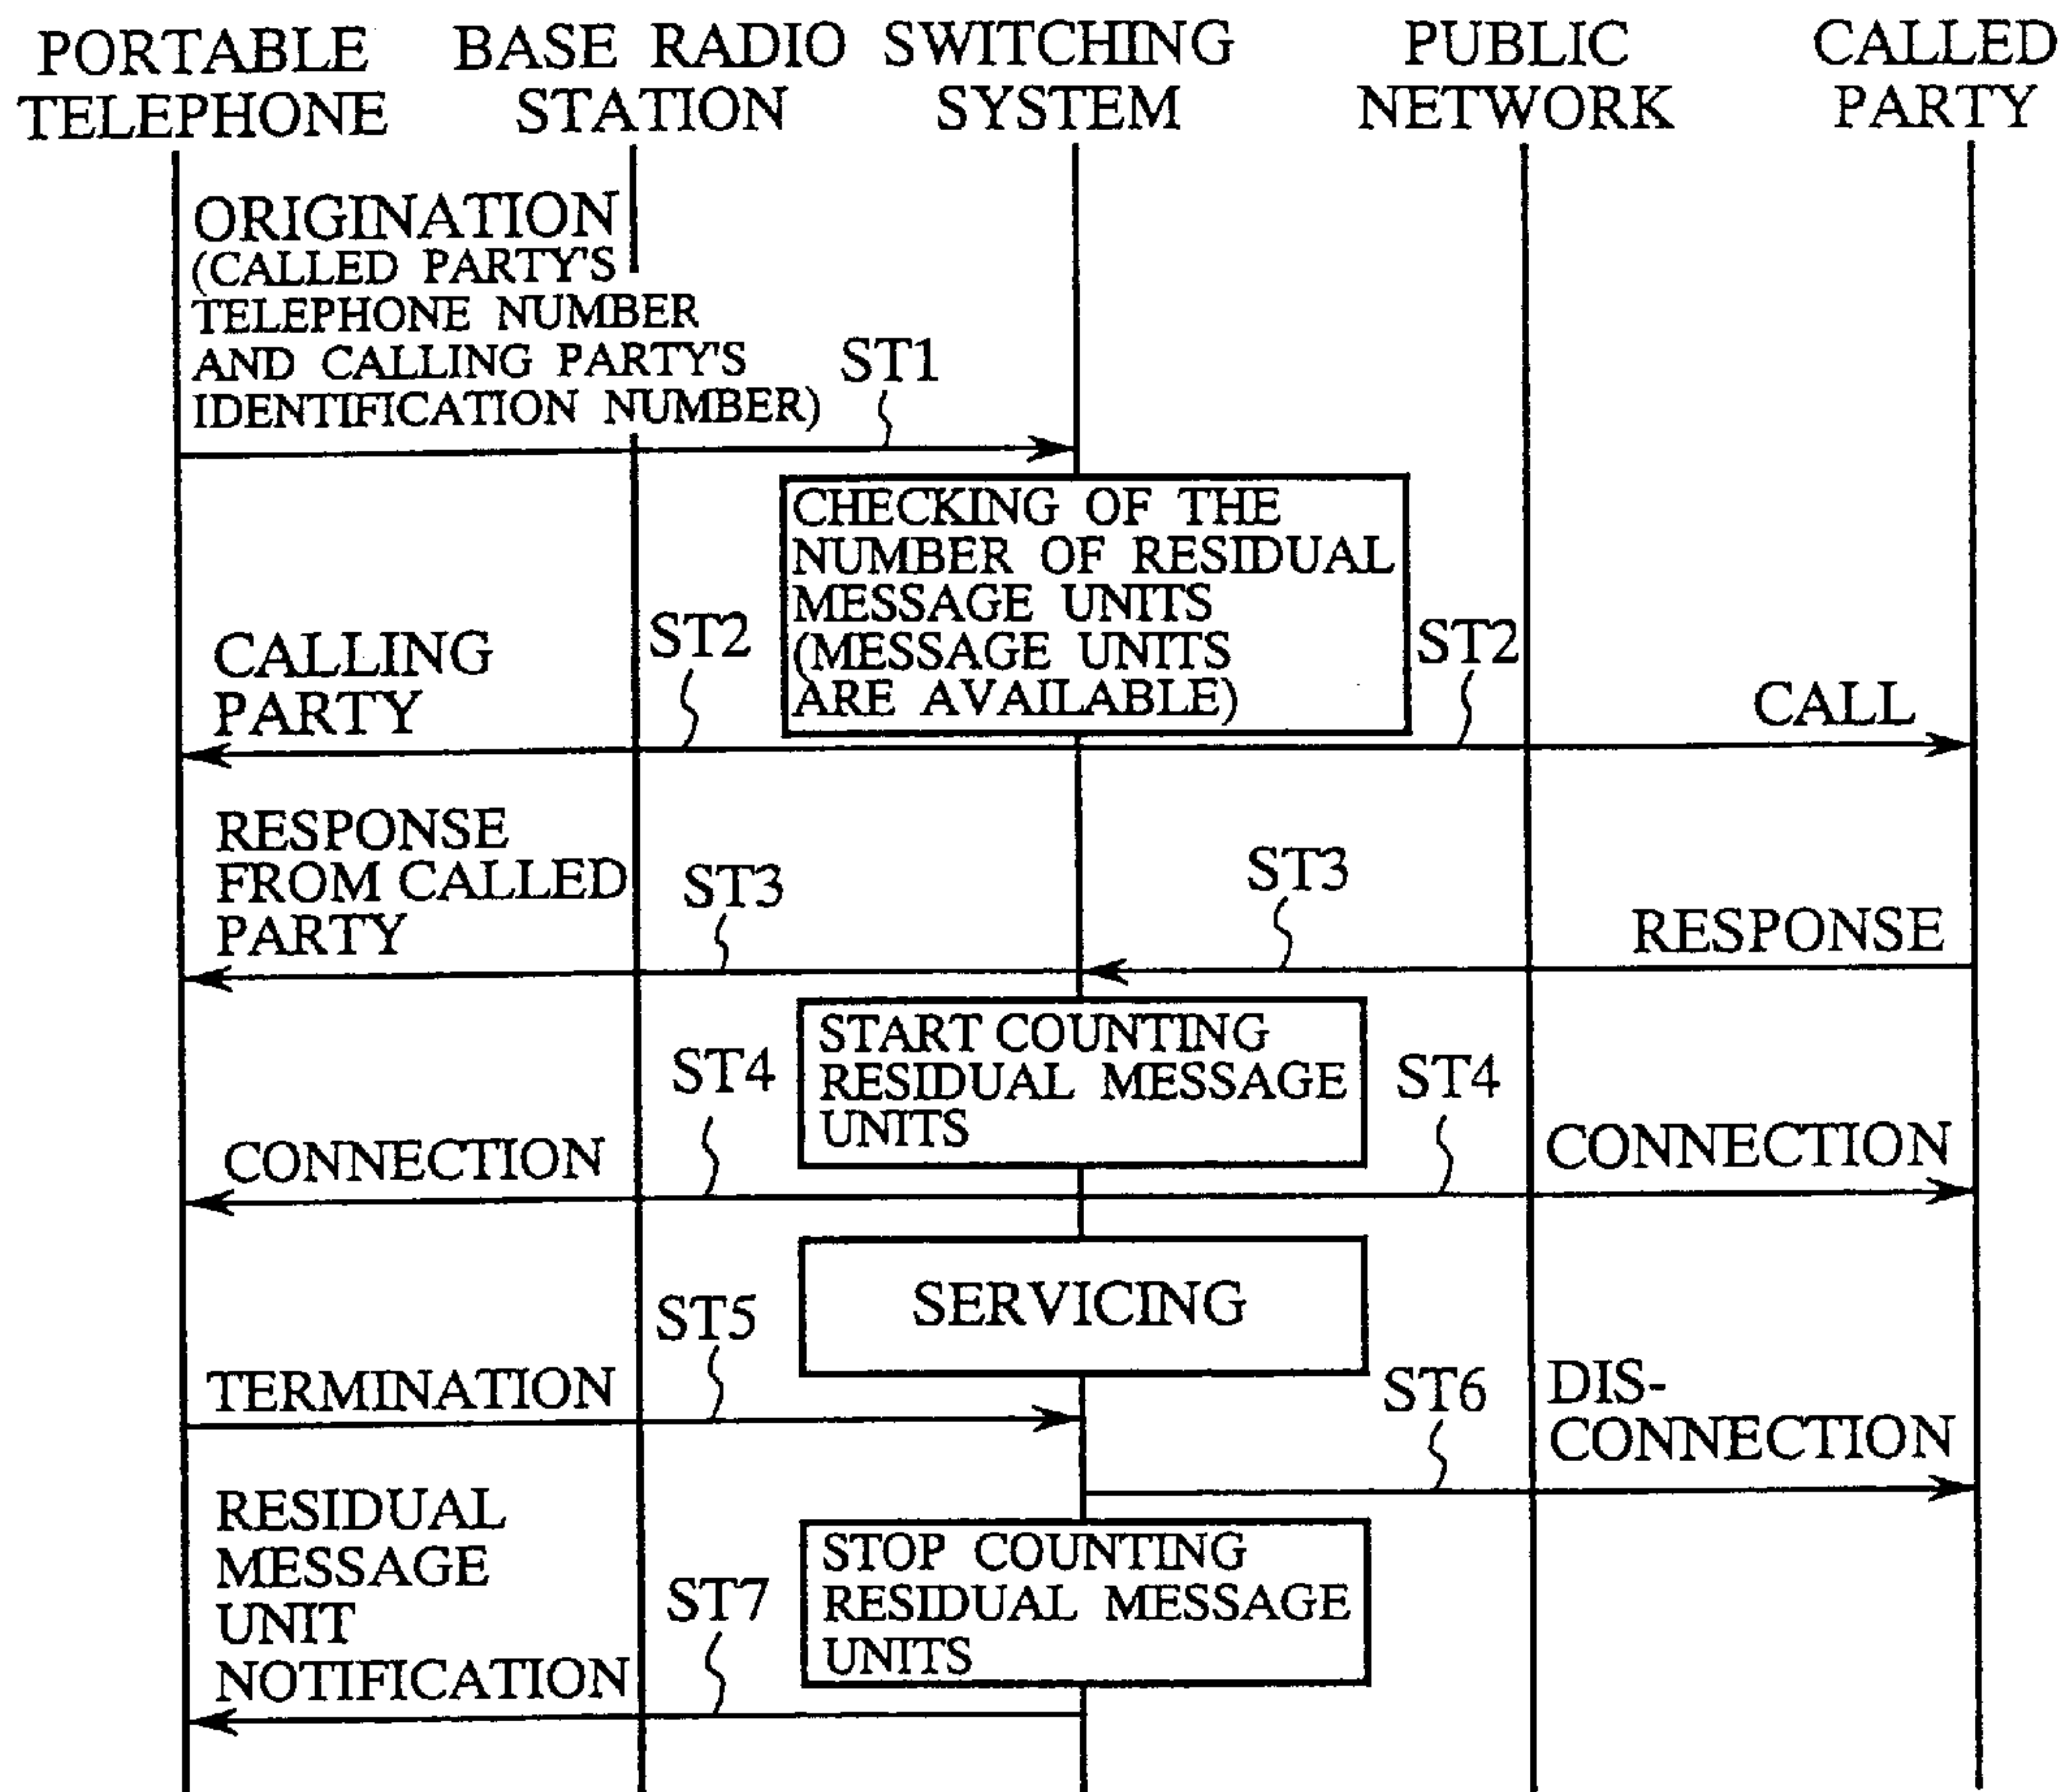 PORTABLE
TELEPHONE
BASE RADIO
STATION
SWITCHING
SYSTEM
PUBLIC
NETWORK
CALLED
PARTY
ORIGINATION
(CALLED PARTY'S
TELEPHONE NUMBER
AND CALLING PARTY'S
IDENTIFICATION NUMBER)
ST1
CHECKING OF THE
NUMBER OF RESIDUAL
MESSAGE UNITS
(MESSAGE UNITS
ARE AVAILABLE)
CALLING
PARTY
ST2
ST2
CALL
RESPONSE
FROM CALLED
PARTY
ST3
ST3
RESPONSE
START COUNTING
RESIDUAL MESSAGE
UNITS
CONNECTION
ST4
ST4
CONNECTION
SERVICING
TERMINATION
ST5
ST6
DIS-
CONNECTION
RESIDUAL
MESSAGE
UNIT
NOTIFICATION
ST7
STOP COUNTING
RESIDUAL MESSAGE
UNITS